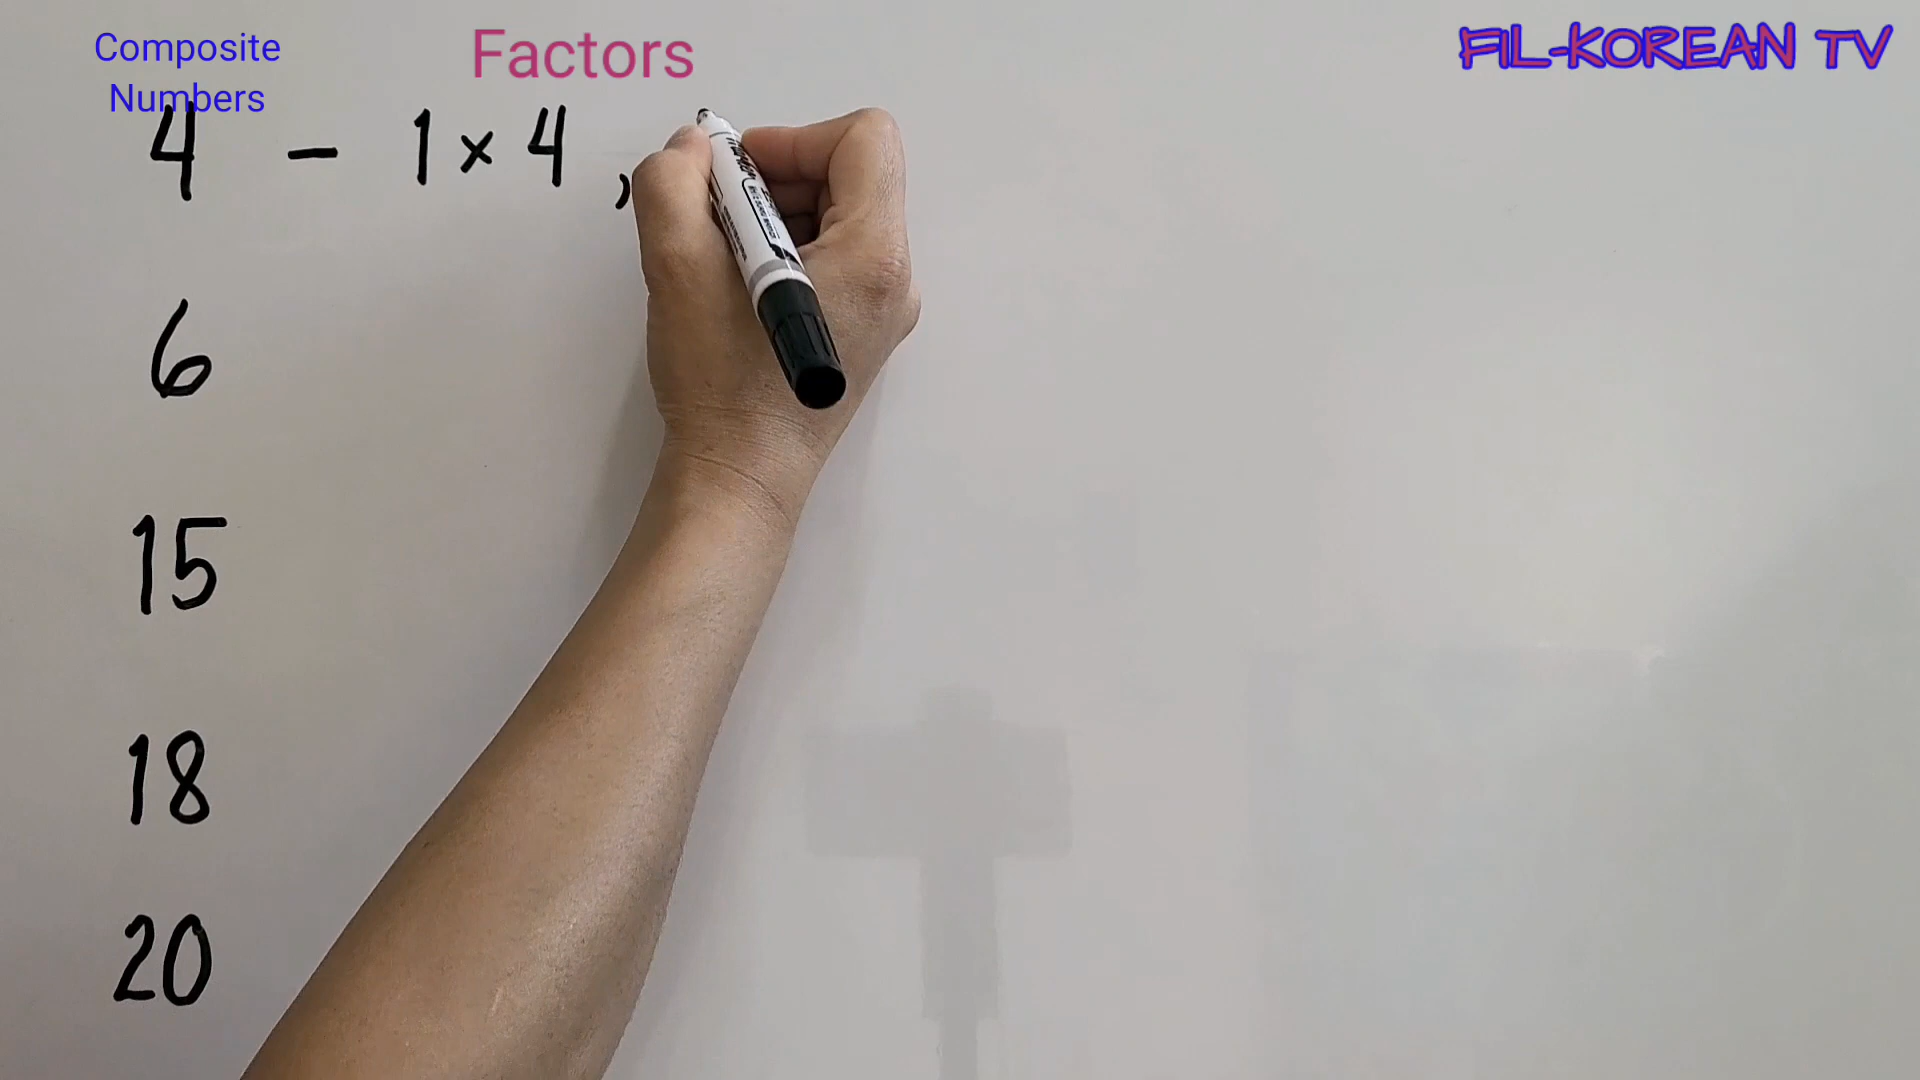 Composite
Numbers
Factors
FIL-KOREAN TV
4 - 1 × 4 ,
6
15
18
20